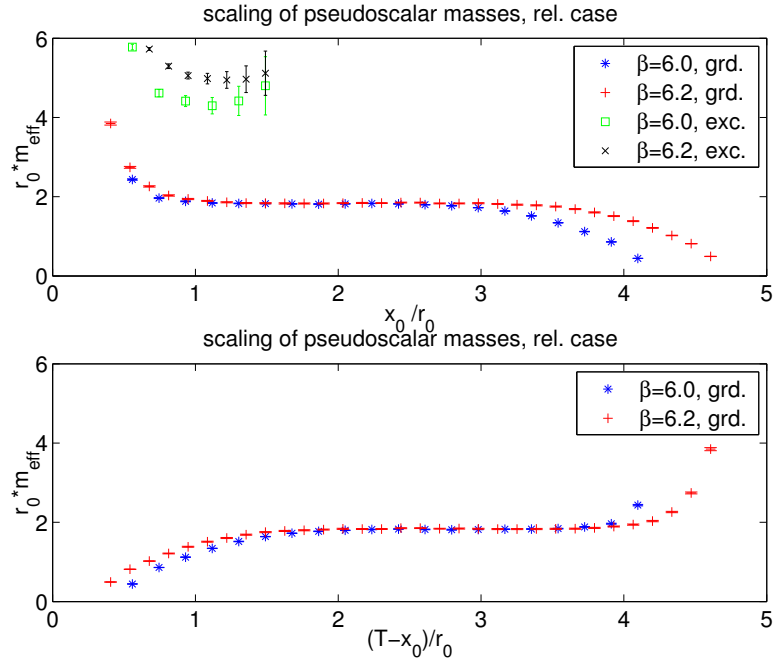 scaling of pseudoscalar masses, rel. case
6
4
2
0
r0*meff
β=6.0, grd.
β=6.2, grd.
β=6.0, exc.
β=6.2, exc.
0 1 2 3 4 5
x0/r0
scaling of pseudoscalar masses, rel. case
6
4
2
0
r0*meff
β=6.0, grd.
β=6.2, grd.
0 1 2 3 4 5
(T-x0)/r0